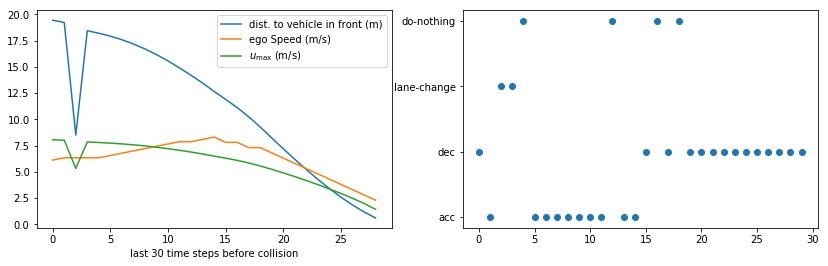 20.0
17.5
15.0
12.5
10.0
7.5
5.0
2.5
0.0
dist. to vehicle in front (m)
ego Speed (m/s)
u_max (m/s)
0 5 10 15 20 25
last 30 time steps before collision
do-nothing
lane-change
dec
acc
0 5 10 15 20 25 30